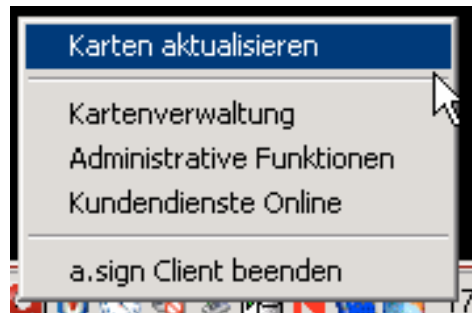 Karten aktualisieren
Kartenverwaltung
Administrative Funktionen
Kundendienste Online
a.sign Client beenden